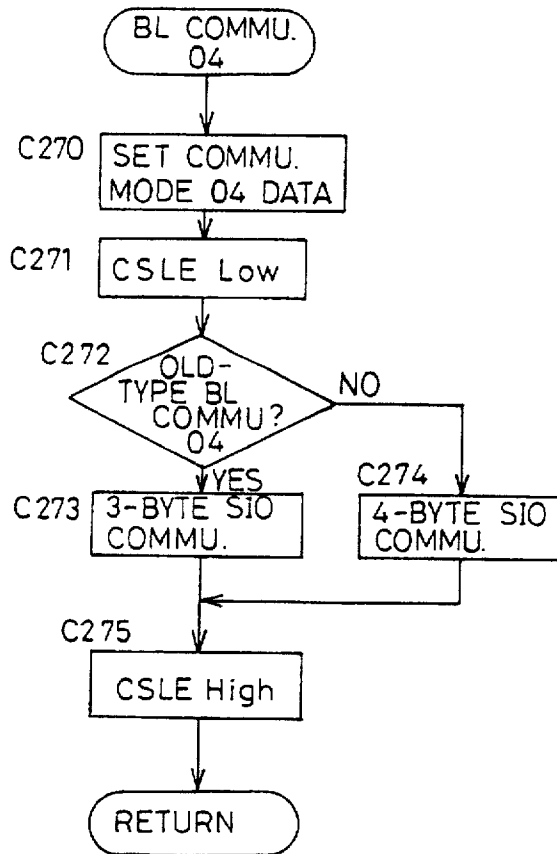 BL COMMU.
04
C270
SET COMMU.
MODE 04 DATA
C271
CSLE Low
C272
OLD-
TYPE BL
COMMU?
04
NO
YES
C273
3-BYTE SIO
COMMU.
C274
4-BYTE SIO
COMMU.
C275
CSLE High
RETURN